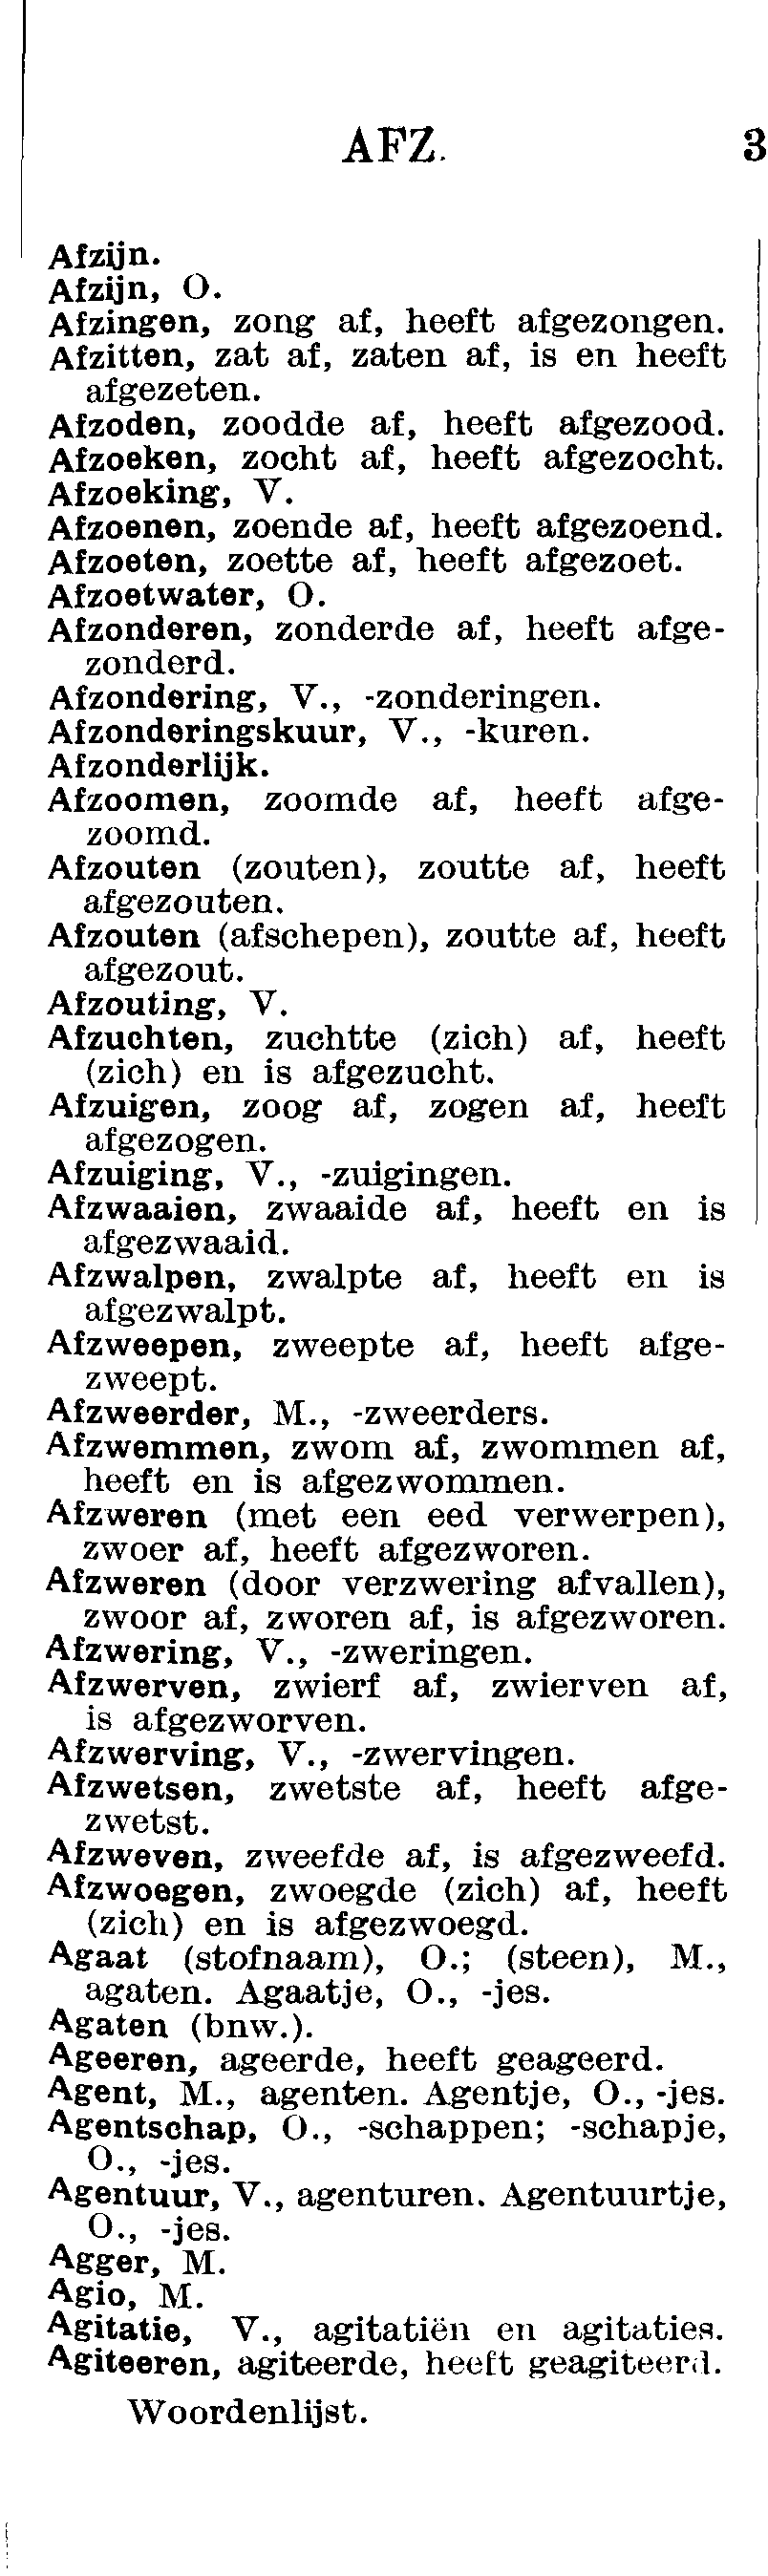 AFZ. 3
Afzijn.
Afzijn, O.
Afzingen, zong af, heeft afgezongen.
Afzitten, zat af, zaten af, is en heeft
afgezeten.
Afzoden, zoodde af, heeft afgezood.
Afzoeken, zocht af, heeft afgezocht.
Afzoeking, V.
Afzoenen, zoende af, heeft afgezoend.
Afzoeten, zoette af, heeft afgezoet.
Afzoetwater, O.
Afzonderen, zonderde af, heeft afge-
zonderd.
Afzondering, V., -zonderingen.
Afzonderingskuur, V., -kuren.
Afzonderlijk.
Afzoomen, zoomde af, heeft afge-
zoomd.
Afzouten (zouten), zoutte af, heeft
afgezouten.
Afzouten (afschepen), zoutte af, heeft
afgezout.
Afzouting, V.
Afzuchten, zuchtte (zich) af, heeft
(zich) en is afgezucht.
Afzuigen, zoog af, zogen af, heeft
afgezogen.
Afzuiging, V., -zuigingen.
Afzwaaien, zwaaide af, heeft en is
afgezwaaid.
Afzwalpen, zwalpte af, heeft en is
afgezwalpt.
Afzweepen, zweepte af, heeft afge-
zweept.
Afzweerder, M., -zweerders.
Afzwemmen, zwom af, zwommen af,
heeft en is afgezwommen.
Afzweren (met een eed verwerpen),
zwoer af, heeft afgezworen.
Afzweren (door verzwering afvallen),
zwoor af, zworen af, is afgezworen.
Afzwering, V., -zweringen.
Afzwerven, zwierf af, zwierven af,
is afgezworven.
Afzwerving, V., -zwervingen.
Afzwetsen, zwetste af, heeft afge-
zwetst.
Afzweven, zweefde af, is afgezweefd.
Afzwoegen, zwoegde (zich) af, heeft
(zich) en is afgezwoegd.
Agaat (stofnaam), O.; (steen), M.,
agaten. Agaatje, O., -jes.
Agaten (bnw.).
Ageeren, ageerde, heeft geageerd.
Agent, M., agenten. Agentje, O., -jes.
Agentschap, O., -schappen; -schapje,
O., -jes.
Agentuur, V., agenturen. Agentuurtje,
O., -jes.
Agger, M.
Agio, M.
Agitatie, V., agitatiën en agitaties.
Agiteeren, agiteerde, heeft geagiteerd.
Woordenlijst.